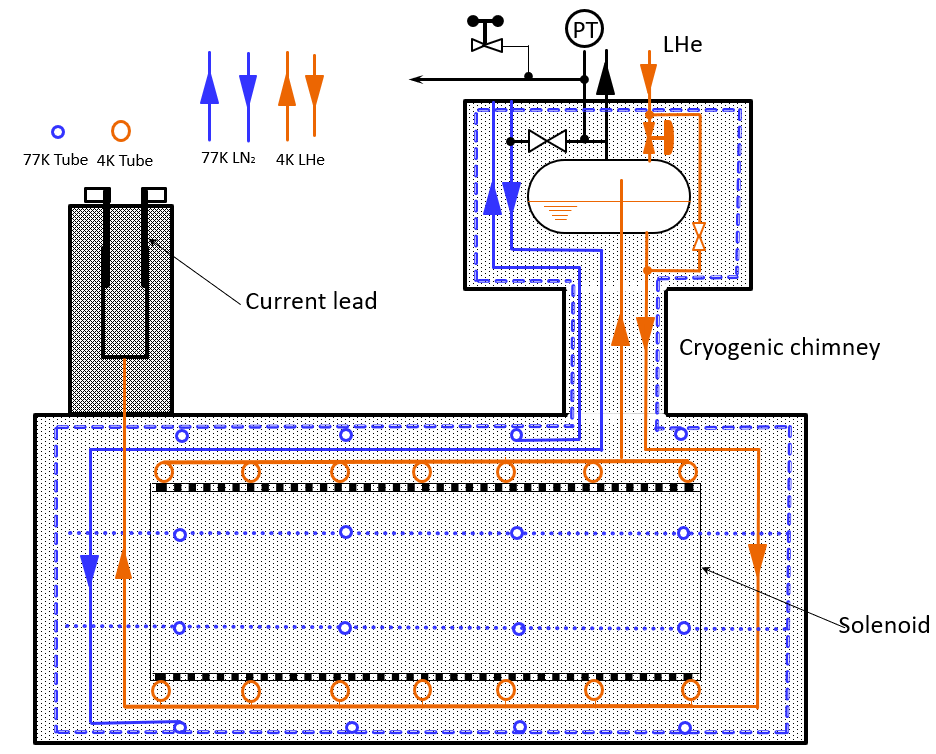 PT
LHe
77K Tube
4K Tube
77K LN₂
4K LHe
Current lead
Cryogenic chimney
Solenoid